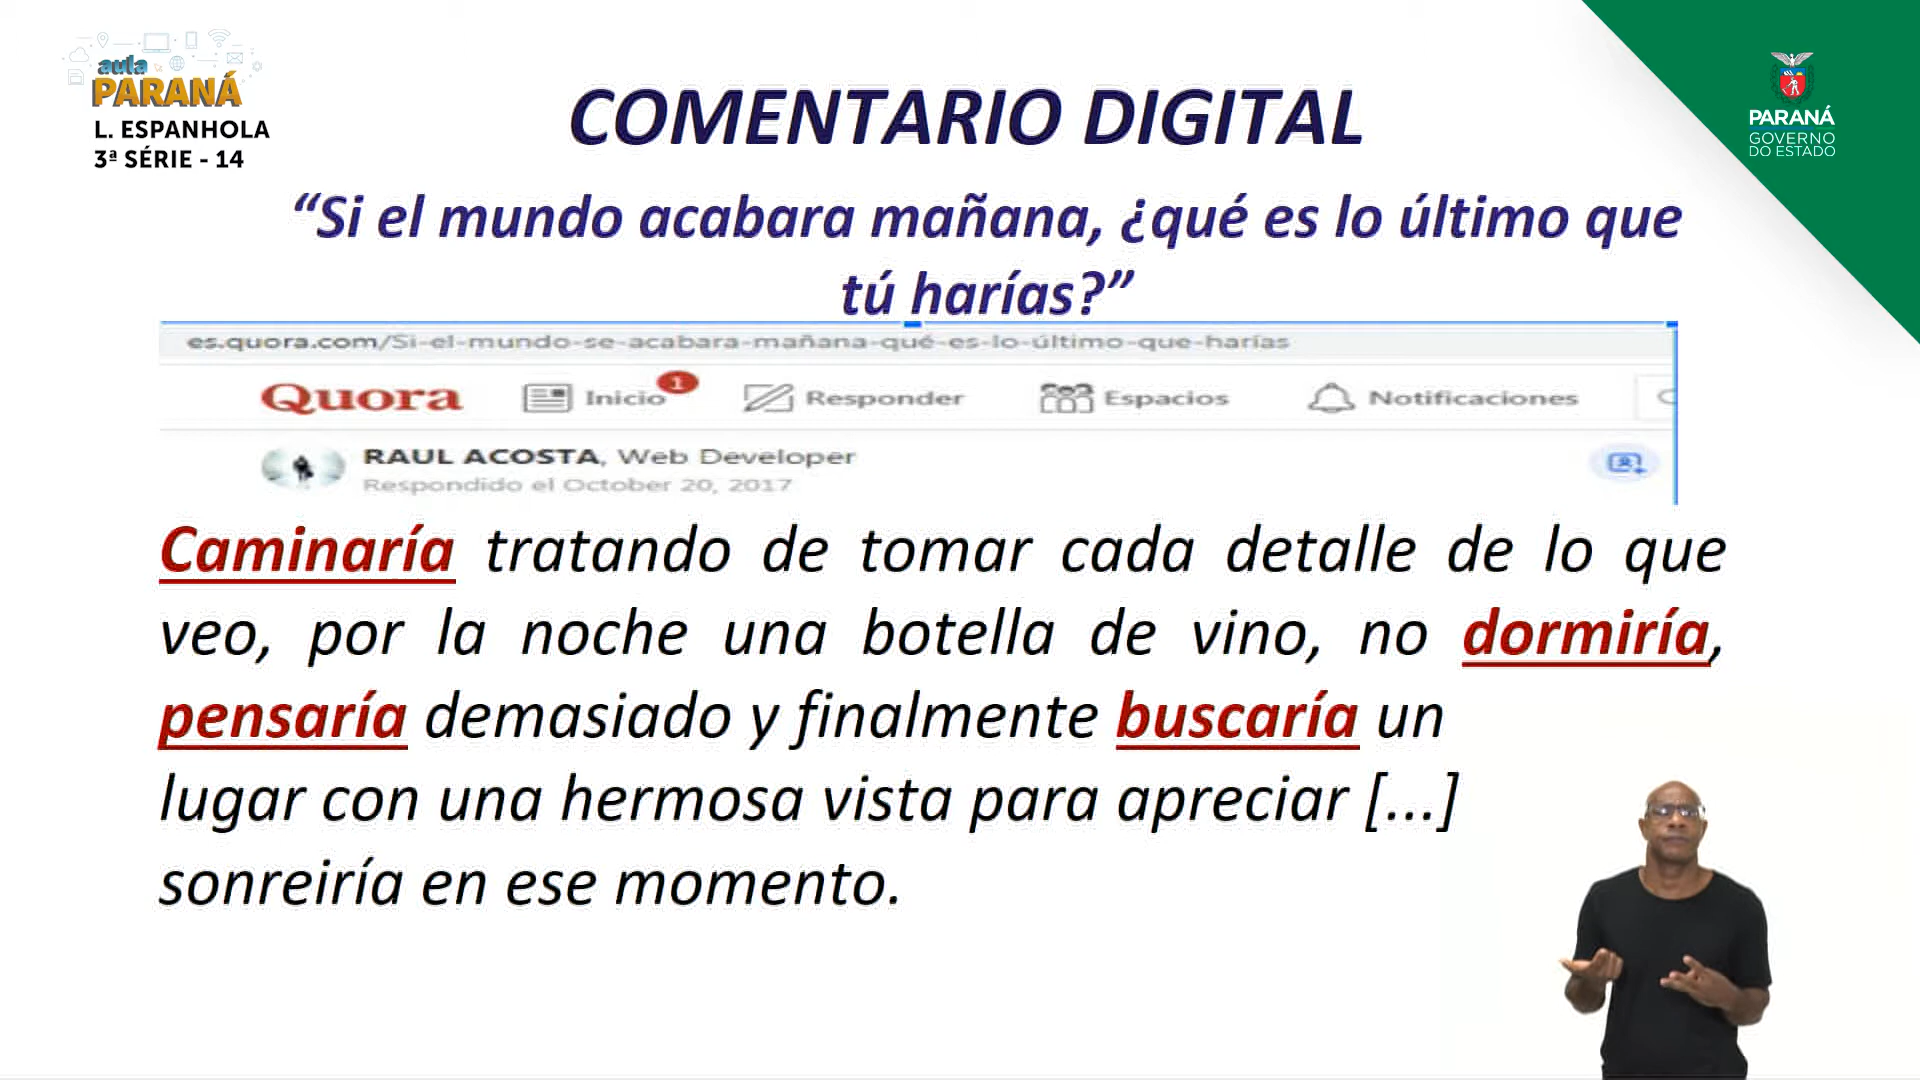 aula
PARANÁ
L. ESPANHOLA
3ª SÉRIE - 14
PARANÁ
GOVERNO
DO ESTADO
COMENTARIO DIGITAL
“Si el mundo acabara mañana, ¿qué es lo último que
tú harías?”
es.quora.com/Si-el-mundo-se-acabara-mañana-qué-es-lo-último-que-harías
Quora Inicio 1 Responder Espacios Notificaciones
RAUL ACOSTA, Web Developer
Respondido el October 20, 2017
Caminaría tratando de tomar cada detalle de lo que
veo, por la noche una botella de vino, no dormiría,
pensaría demasiado y finalmente buscaría un
lugar con una hermosa vista para apreciar [...]
sonreiría en ese momento.